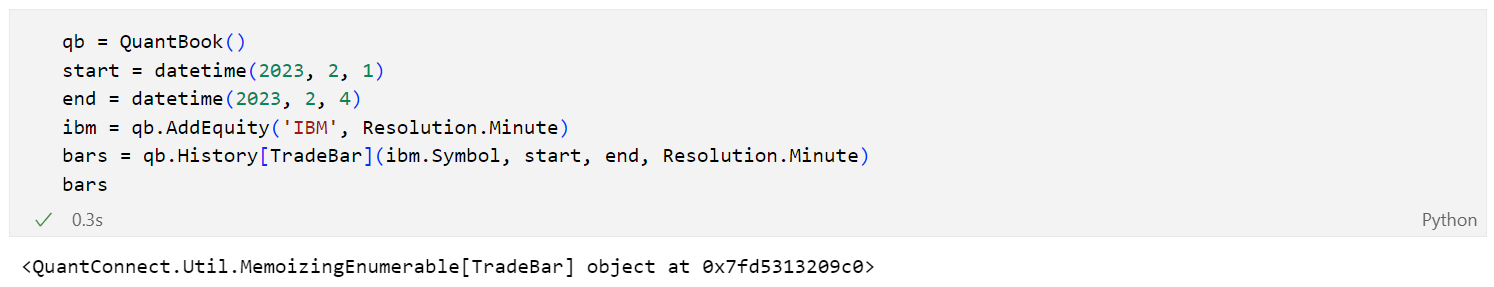 qb = QuantBook()
start = datetime(2023, 2, 1)
end = datetime(2023, 2, 4)
ibm = qb.AddEquity('IBM', Resolution.Minute)
bars = qb.History[TradeBar](ibm.Symbol, start, end, Resolution.Minute)
bars
0.3s Python
<QuantConnect.Util.MemoizingEnumerable[TradeBar] object at 0x7fd5313209c0>